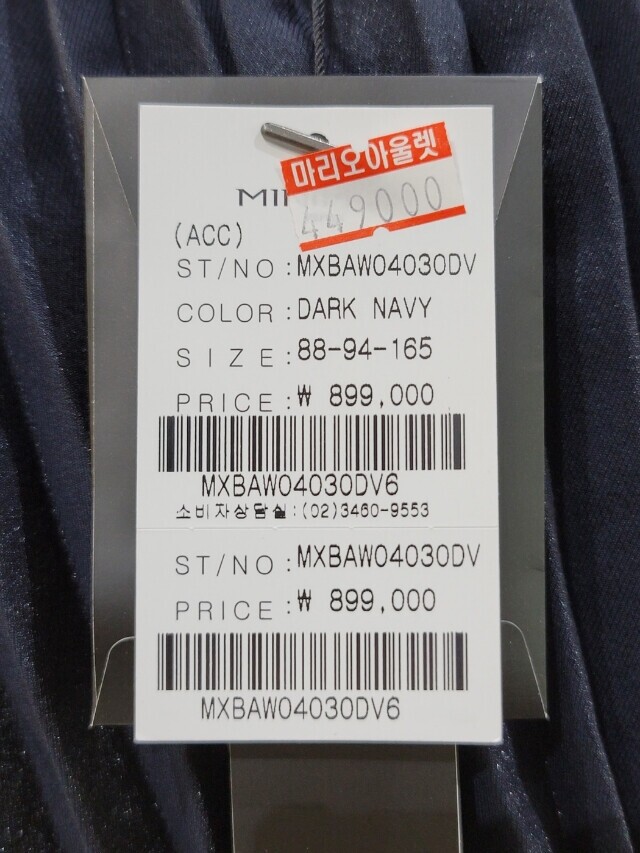 마리오아울렛
449000
(ACC)
ST/NO : MXBAW04030DV
COLOR : DARK NAVY
SIZE : 88-94-165
PRICE : ₩ 899,000
MXBAW04030DV6
소비자상담실:(02)3460-9553
ST/NO : MXBAW04030DV
PRICE : ₩ 899,000
MXBAW04030DV6